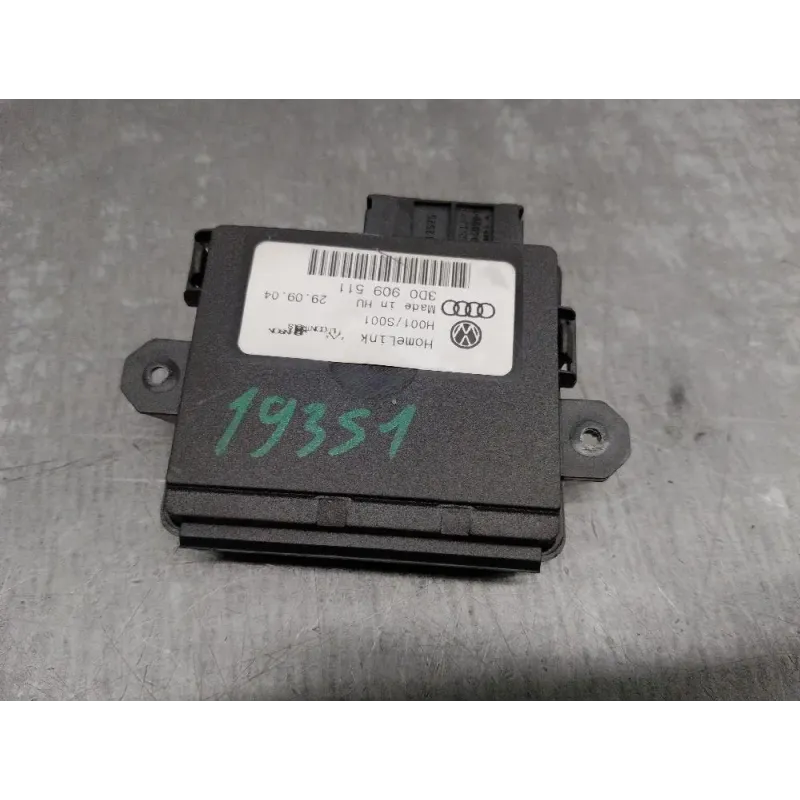 HomeLink
H001/S001
Made in HU
3D0 909 511
29.09.04
19351